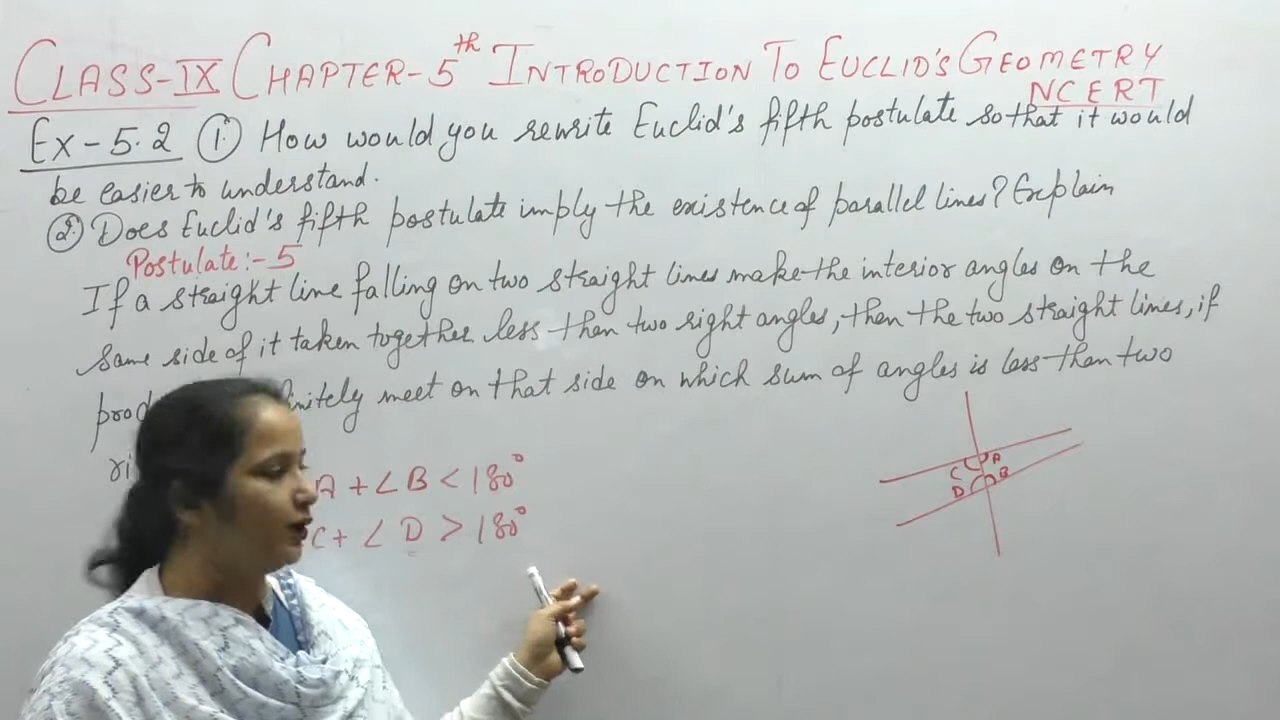 CLASS-IX CHAPTER-5th INTRODUCTION TO EUCLID'S GEOMETRY
NCERT
Ex-5.2 ① How would you rewrite Euclid's fifth postulate so that it would
be easier to understand.
② Does Euclid's fifth postulate imply the existence of parallel lines? Explain
Postulate:-5
If a straight line falling on two straight lines make the interior angles on the
same side of it taken together less then two right angles, then the two straight lines, if
meet on that side on which sum of angles is less than two
A + ∠B < 180°
C + ∠D > 180°
C A
D B